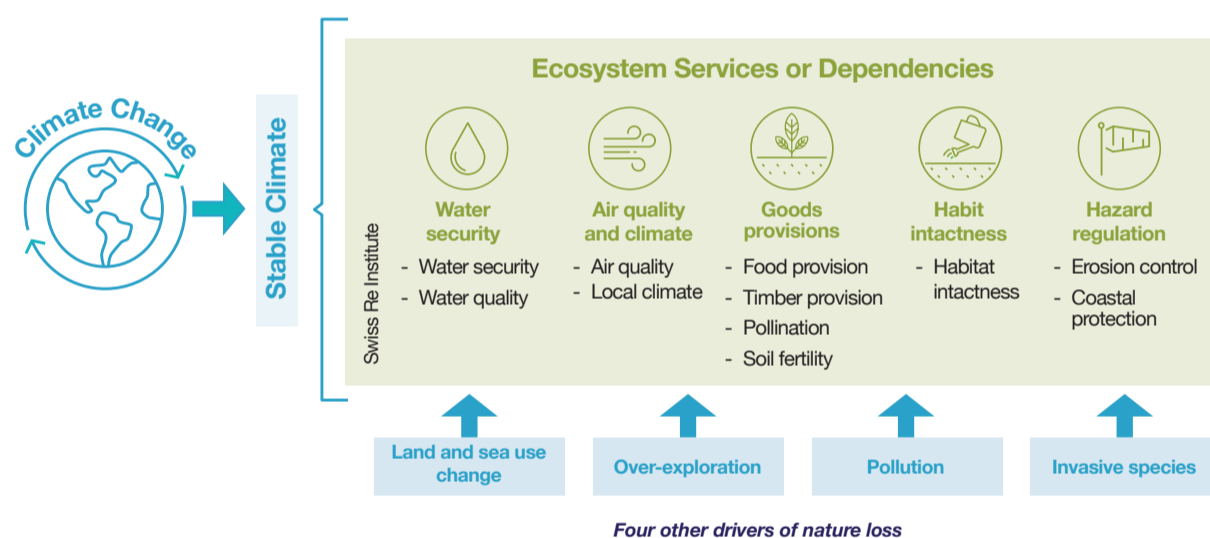 Climate Change
Stable Climate
Ecosystem Services or Dependencies
Swiss Re Institute
Water
security
- Water security
- Water quality
Air quality
and climate
- Air quality
- Local climate
Goods
provisions
- Food provision
- Timber provision
- Pollination
- Soil fertility
Habit
intactness
- Habitat
intactness
Hazard
regulation
- Erosion control
- Coastal
protection
Land and sea use
change
Over-exploration
Pollution
Invasive species
Four other drivers of nature loss